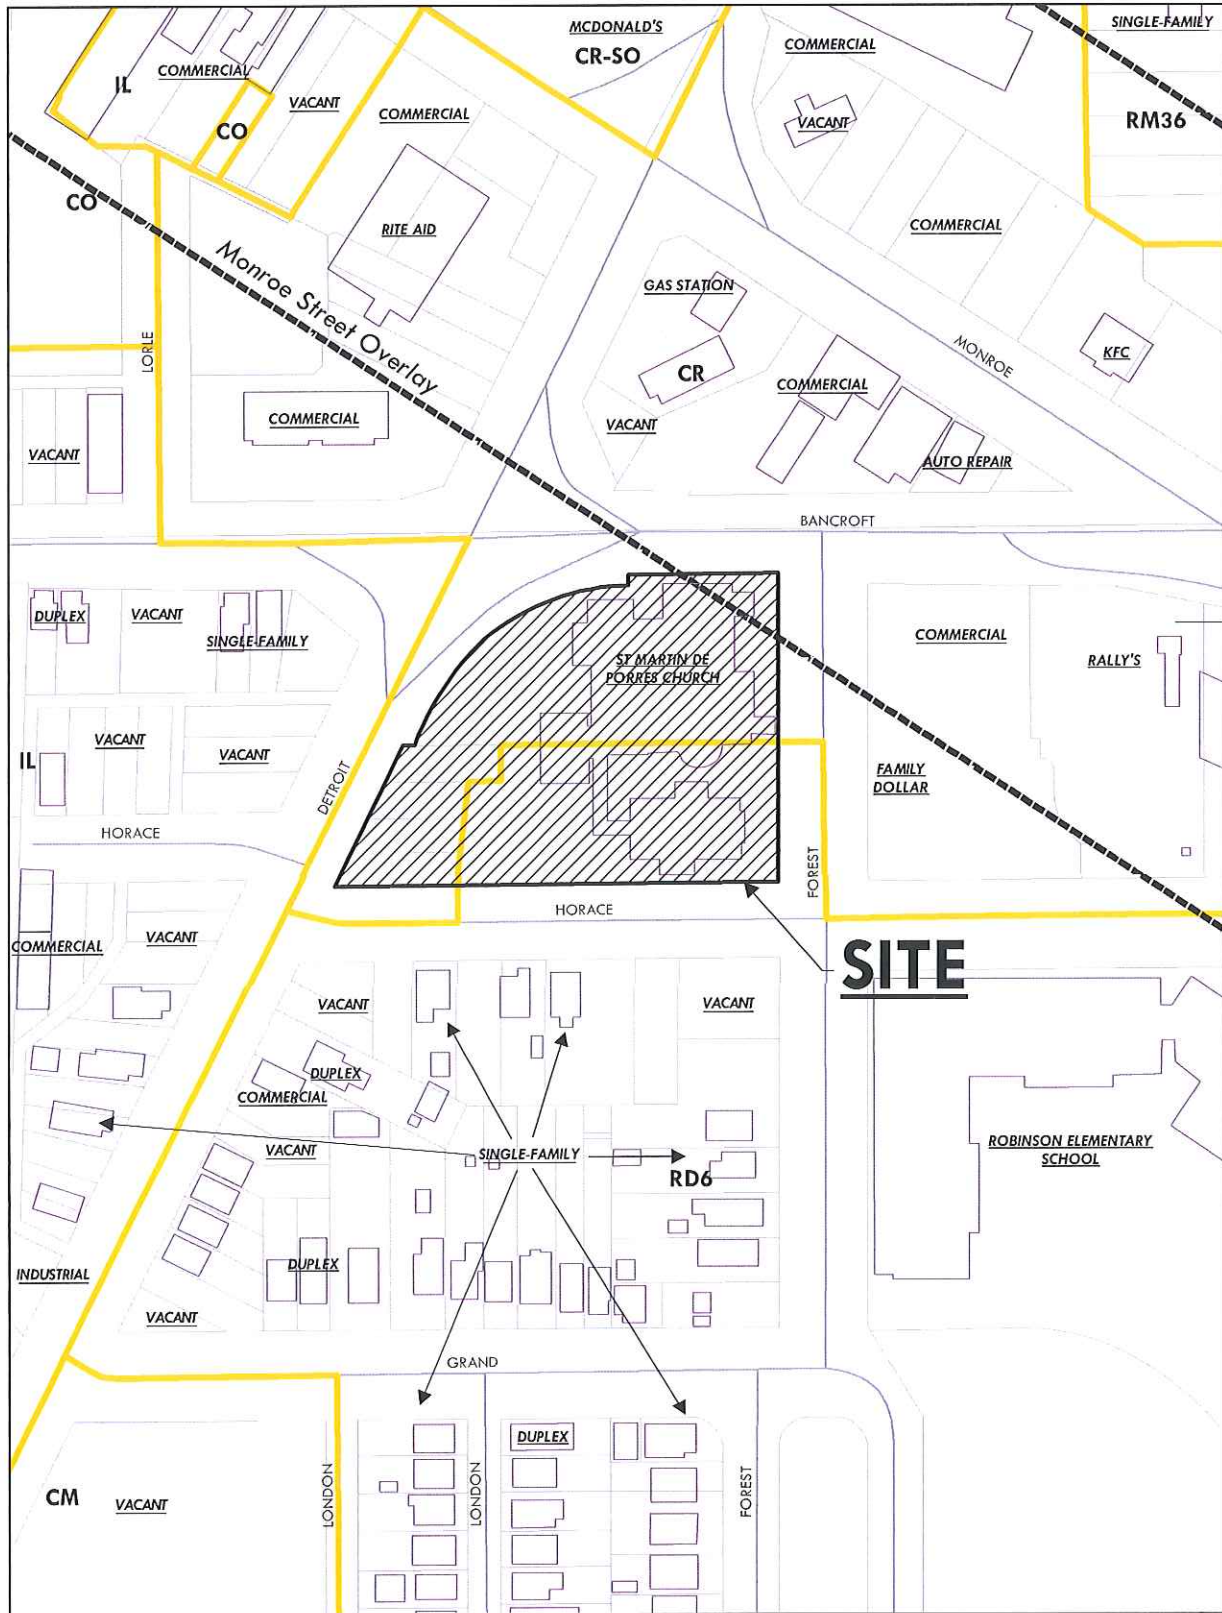 MCDONALD'S
CR-SO
COMMERCIAL
SINGLE-FAMILY
IL
COMMERCIAL
VACANT
CO
COMMERCIAL
VACANT
RM36
CO
RITE AID
COMMERCIAL
Monroe Street Overlay
GAS STATION
LORLE
MONROE
KFC
CR
COMMERCIAL
COMMERCIAL
VACANT
VACANT
AUTO REPAIR
BANCROFT
DUPLEX
VACANT
SINGLE-FAMILY
COMMERCIAL
ST MARTIN DE
PORRES CHURCH
RALLY'S
VACANT
VACANT
IL
DETROIT
FAMILY
DOLLAR
HORACE
FOREST
HORACE
COMMERCIAL
VACANT
SITE
VACANT
VACANT
DUPLEX
COMMERCIAL
VACANT
SINGLE-FAMILY
RD6
ROBINSON ELEMENTARY
SCHOOL
INDUSTRIAL
DUPLEX
VACANT
GRAND
DUPLEX
LONDON
LONDON
FOREST
CM
VACANT